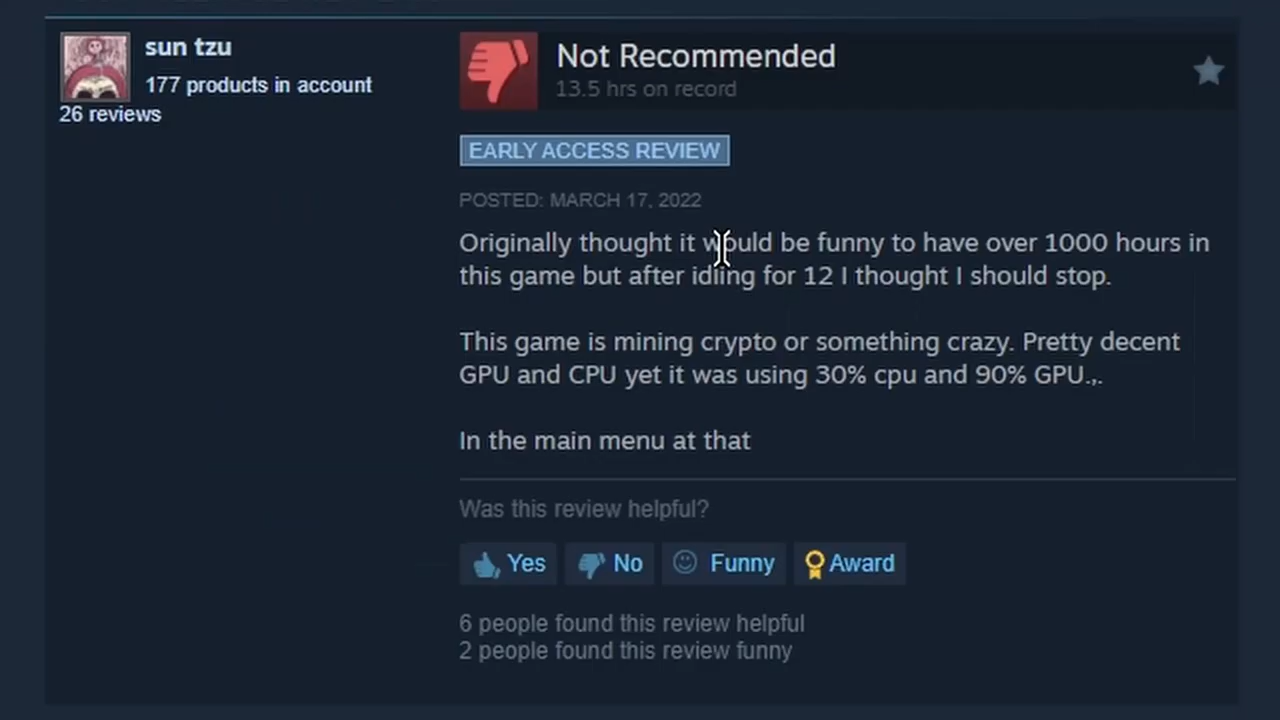 sun tzu
177 products in account
26 reviews
Not Recommended
13.5 hrs on record
EARLY ACCESS REVIEW
POSTED: MARCH 17, 2022
Originally thought it would be funny to have over 1000 hours in
this game but after idling for 12 I thought I should stop.
This game is mining crypto or something crazy. Pretty decent
GPU and CPU yet it was using 30% cpu and 90% GPU.,.
In the main menu at that
Was this review helpful?
Yes No Funny Award
6 people found this review helpful
2 people found this review funny